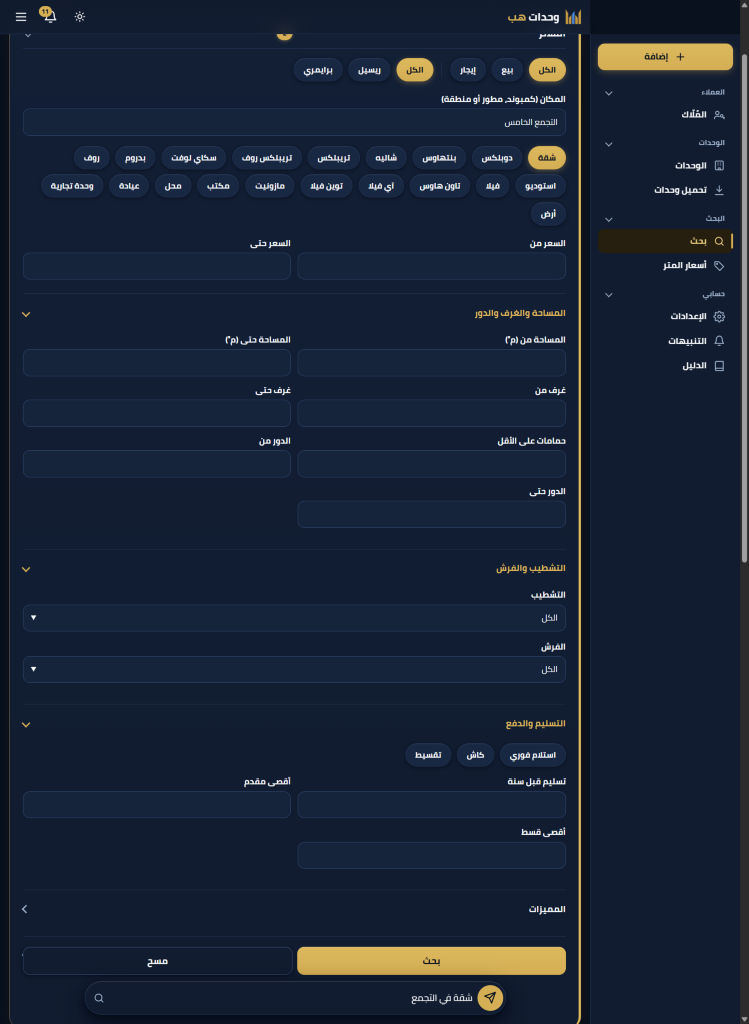 وحدات هب
11
إضافة
العملاء
المُلّاك
الوحدات
الوحدات
تحميل وحدات
البحث
بحث
أسعار المتر
حسابي
الإعدادات
التنبيهات
الدليل
الكل بيع إيجار الكل ريسيل برايمري
المكان (كمبوند، مطور أو منطقة)
التجمع الخامس
شقة دوبلكس بنتهاوس شاليه تريبلكس تريبلكس روف سكاي لوفت بدروم روف
استوديو فيلا تاون هاوس آي فيلا توين فيلا مازونيت مكتب محل عيادة وحدة تجارية
أرض
السعر من السعر حتى
المساحة والغرف والدور
المساحة من (م²) المساحة حتى (م²)
غرف من غرف حتى
حمامات على الأقل الدور من
الدور حتى
التشطيب والفرش
التشطيب
الكل
الفرش
الكل
التسليم والدفع
استلام فوري كاش تقسيط
تسليم قبل سنة أقصى مقدم
أقصى قسط
المميزات
بحث مسح
شقة في التجمع